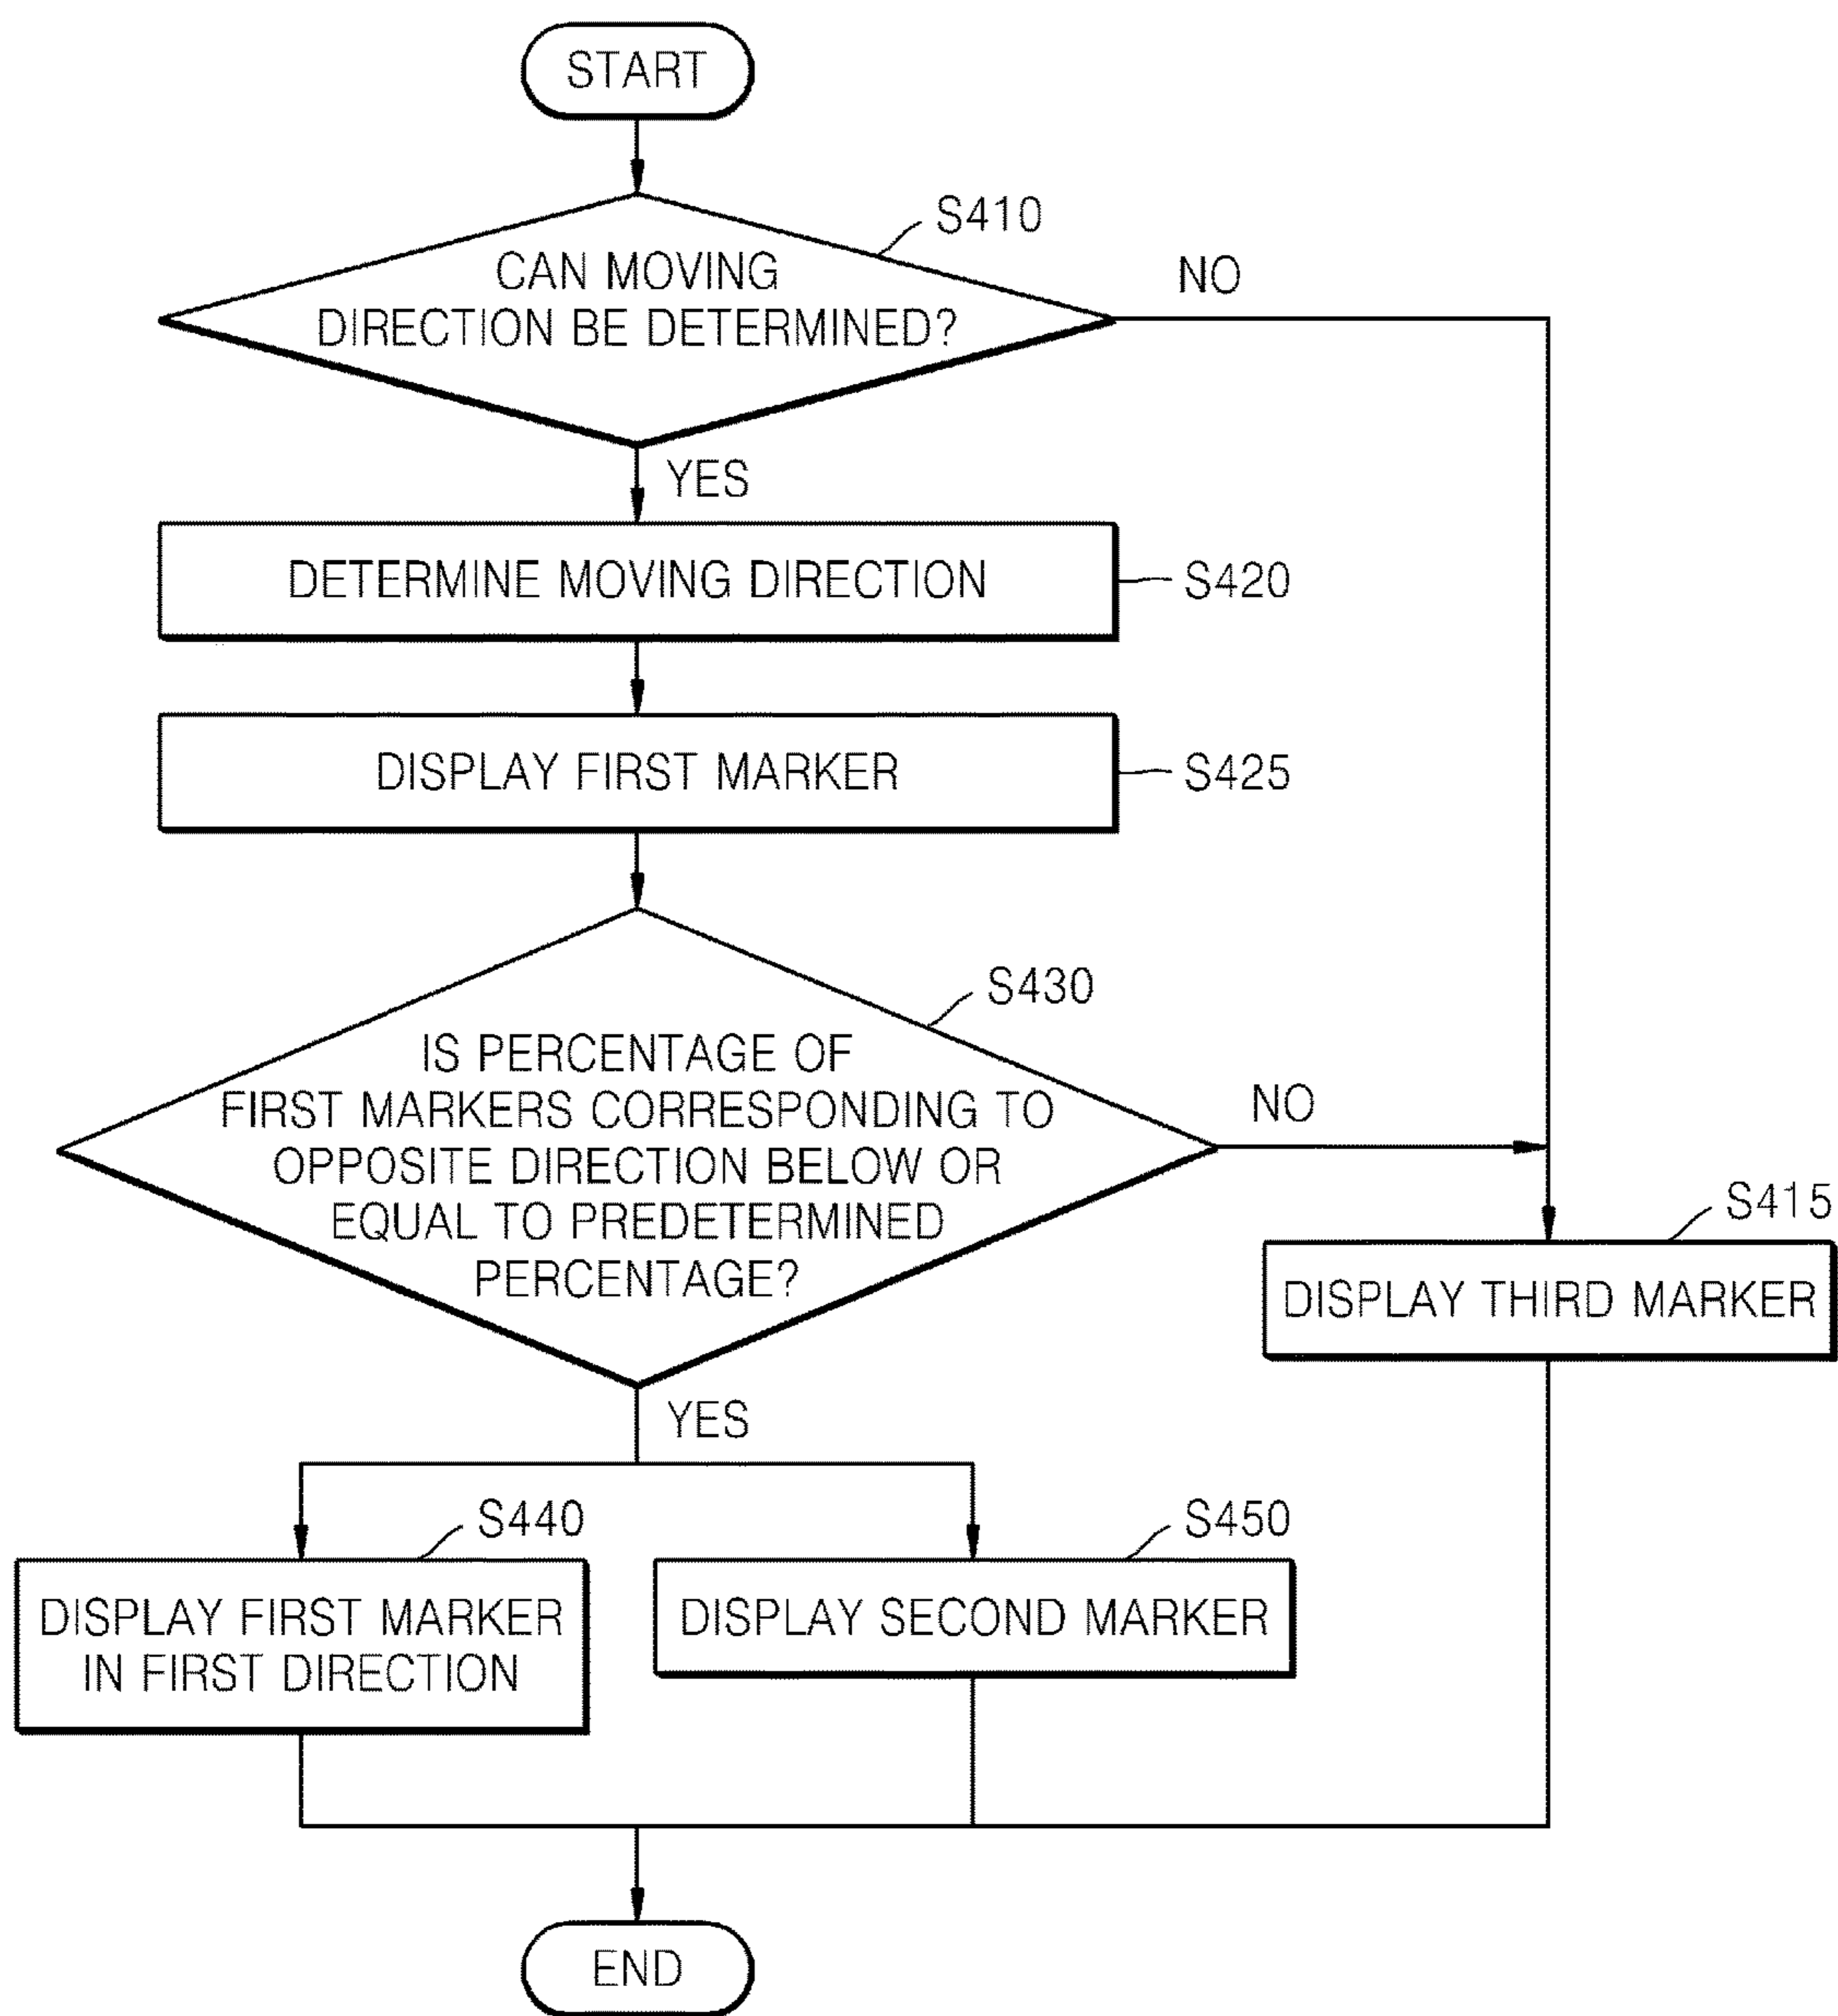 START
S410
CAN MOVING
DIRECTION BE DETERMINED?
NO
YES
DETERMINE MOVING DIRECTION
S420
DISPLAY FIRST MARKER
S425
S430
IS PERCENTAGE OF
FIRST MARKERS CORRESPONDING TO
OPPOSITE DIRECTION BELOW OR
EQUAL TO PREDETERMINED
PERCENTAGE?
NO
S415
DISPLAY THIRD MARKER
YES
S440
DISPLAY FIRST MARKER
IN FIRST DIRECTION
S450
DISPLAY SECOND MARKER
END